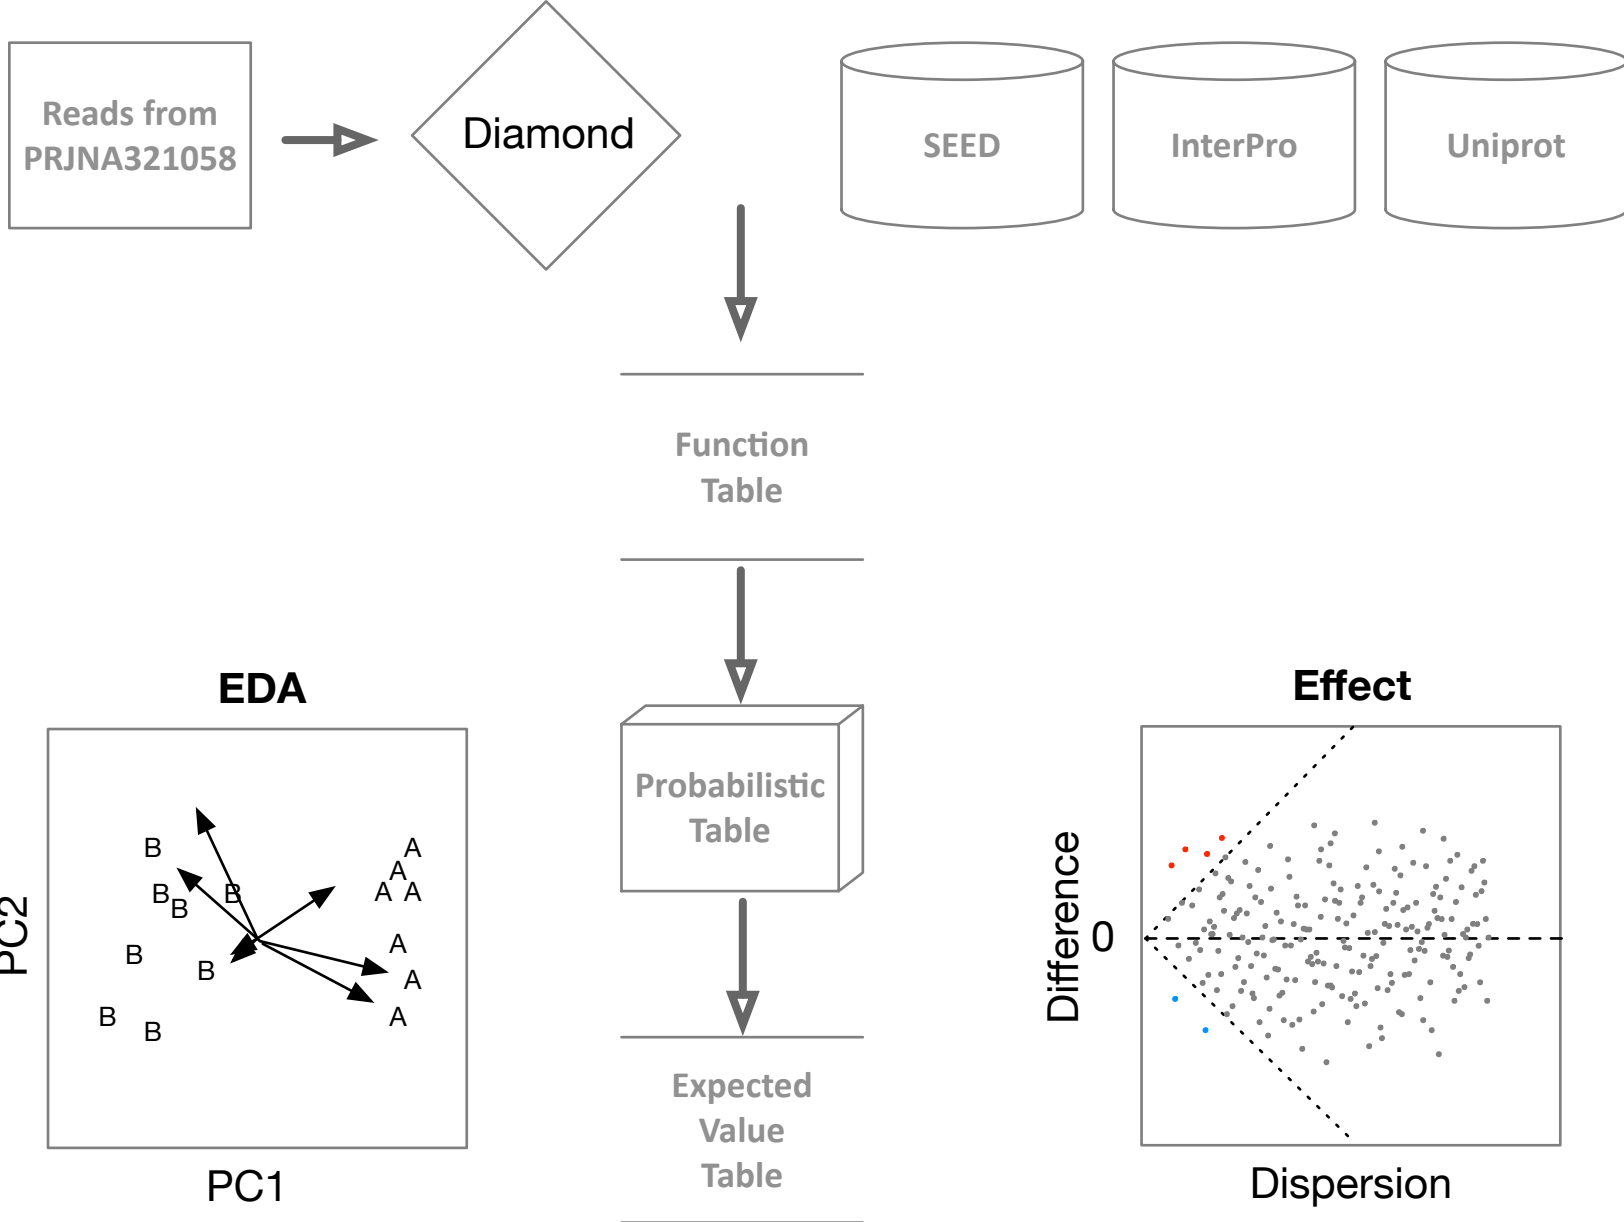 Reads from
PRJNA321058
Diamond
SEED
InterPro
Uniprot
Function
Table
EDA
Effect
Probabilistic
Table
B
A
A
B
B
B
A
A
B
A
B
A
B
A
B
PC2
PC1
Difference
0
Dispersion
Expected
Value
Table